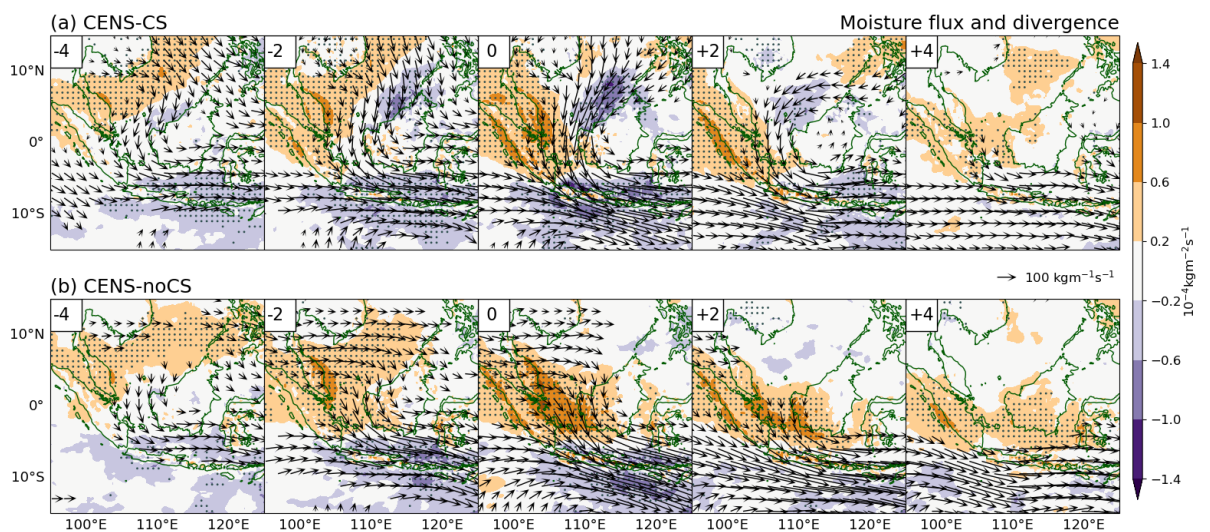 (a) CENS-CS Moisture flux and divergence
-4 -2 0 +2 +4
10°N
0°
10°S
(b) CENS-noCS → 100 kgm⁻¹s⁻¹
-4 -2 0 +2 +4
10°N
0°
10°S
100°E 110°E 120°E 100°E 110°E 120°E 100°E 110°E 120°E 100°E 110°E 120°E 100°E 110°E 120°E
1.4
1.0
0.6
0.2
−0.2
−0.6
−1.0
−1.4
10⁻⁴kgm⁻²s⁻¹